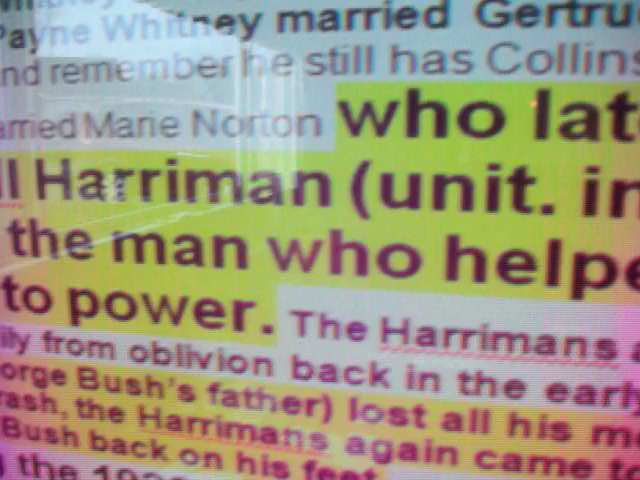 Payne Whitney married Gertru
nd remember he still has Collins
arried Marie Norton who lat
ll Harriman (unit. in
the man who helpe
to power. The Harrimans a
ily from oblivion back in the early
orge Bush's father) lost all his m
rash, the Harrimans again came to
Bush back on his feet
the